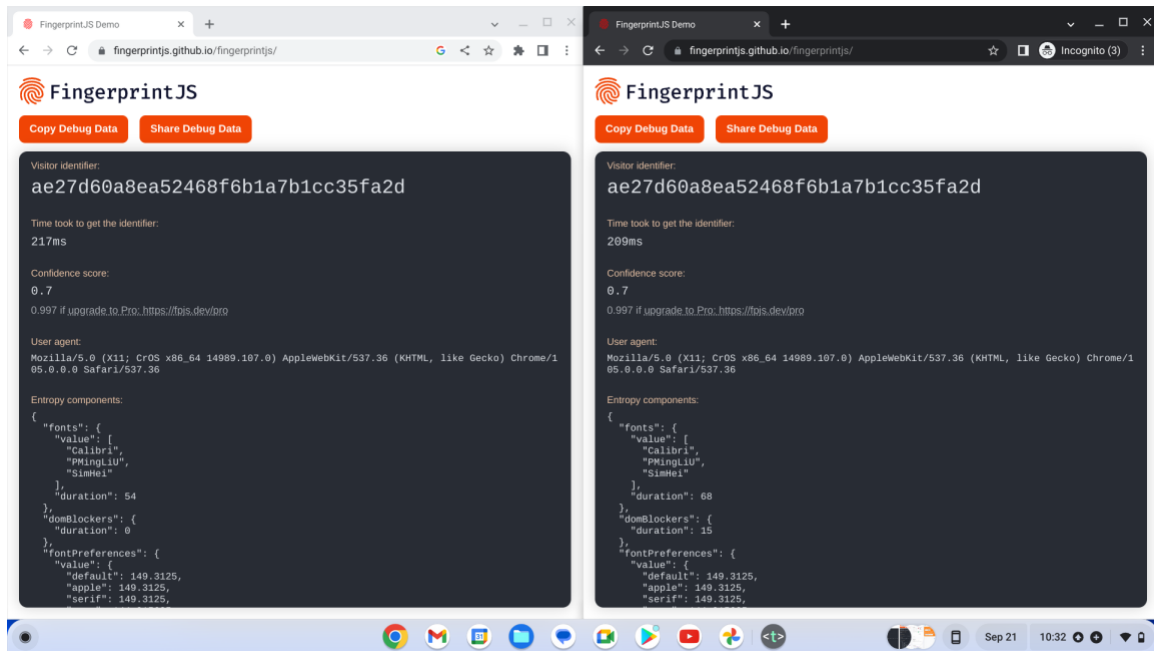 FingerprintJS Demo
fingerprintjs.github.io/fingerprintjs/
FingerprintJS
Copy Debug Data
Share Debug Data
Visitor identifier:
ae27d60a8ea52468f6b1a7b1cc35fa2d
Time took to get the identifier:
217ms
Confidence score:
0.7
0.997 if upgrade to Pro: https://fpjs.dev/pro
User agent:
Mozilla/5.0 (X11; CrOS x86_64 14989.107.0) AppleWebKit/537.36 (KHTML, like Gecko) Chrome/1
05.0.0.0 Safari/537.36
Entropy components:
{
"fonts": {
"value": [
"Calibri",
"PMingLiU",
"SimHei"
],
"duration": 54
},
"domBlockers": {
"duration": 0
},
"fontPreferences": {
"value": {
"default": 149.3125,
"apple": 149.3125,
"serif": 149.3125,
FingerprintJS Demo
fingerprintjs.github.io/fingerprintjs/
Incognito (3)
FingerprintJS
Copy Debug Data
Share Debug Data
Visitor identifier:
ae27d60a8ea52468f6b1a7b1cc35fa2d
Time took to get the identifier:
209ms
Confidence score:
0.7
0.997 if upgrade to Pro: https://fpjs.dev/pro
User agent:
Mozilla/5.0 (X11; CrOS x86_64 14989.107.0) AppleWebKit/537.36 (KHTML, like Gecko) Chrome/1
05.0.0.0 Safari/537.36
Entropy components:
{
"fonts": {
"value": [
"Calibri",
"PMingLiU",
"SimHei"
],
"duration": 68
},
"domBlockers": {
"duration": 15
},
"fontPreferences": {
"value": {
"default": 149.3125,
"apple": 149.3125,
"serif": 149.3125,
31
<t>
Sep 21
10:32